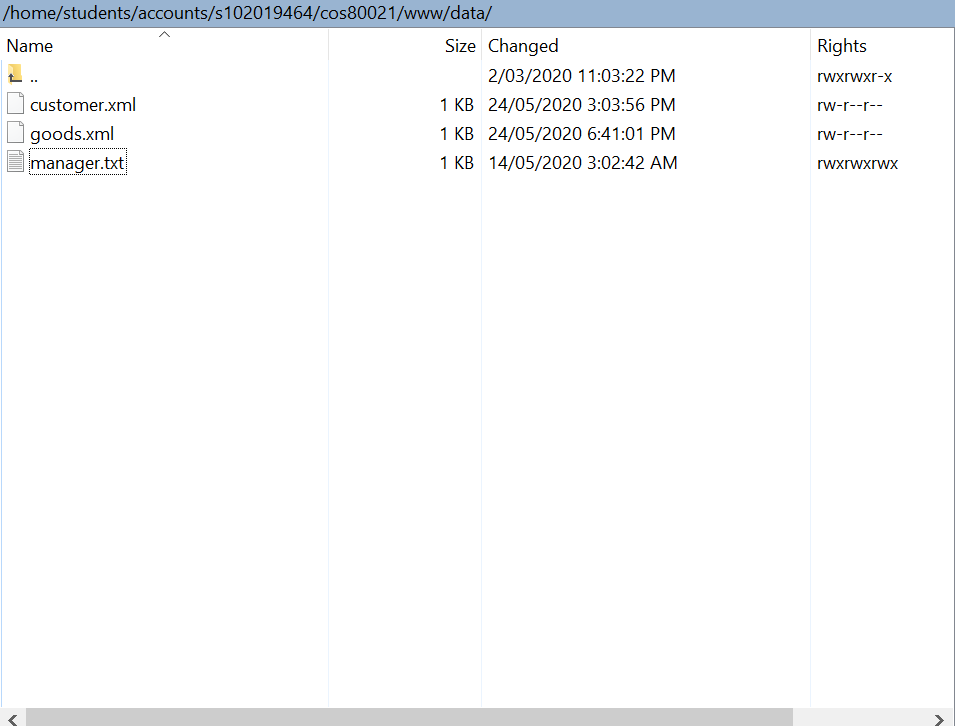 /home/students/accounts/s102019464/cos80021/www/data/
Name Size Changed Rights
.. 2/03/2020 11:03:22 PM rwxrwxr-x
customer.xml 1 KB 24/05/2020 3:03:56 PM rw-r--r--
goods.xml 1 KB 24/05/2020 6:41:01 PM rw-r--r--
manager.txt 1 KB 14/05/2020 3:02:42 AM rwxrwxrwx